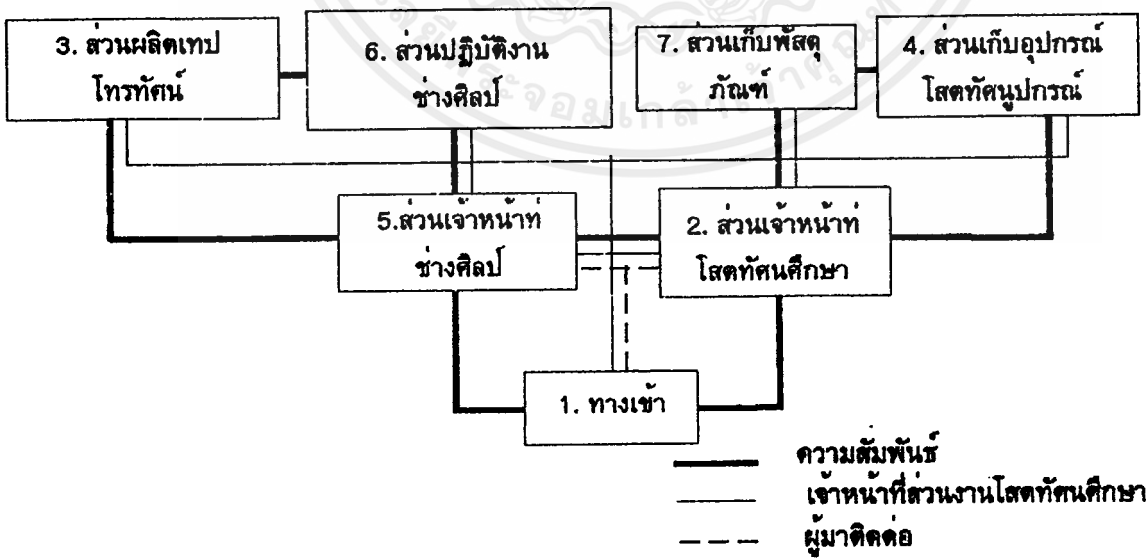 3. ส่วนผลิตเทป
โทรทัศน์
6. ส่วนปฏิบัติงาน
ช่างศิลป์
7. ส่วนเก็บพัสดุ
ภัณฑ์
4. ส่วนเก็บอุปกรณ์
โสตทัศนูปกรณ์
5.ส่วนเจ้าหน้าท่
ช่างศิลป์
2. ส่วนเจ้าหน้าท่
โสตทัศนศึกษา
1. ทางเข้า
ความสัมพันธ์
เจ้าหน้าที่ส่วนงานโสตทัศนศึกษา
ผู้มาติดต่อ